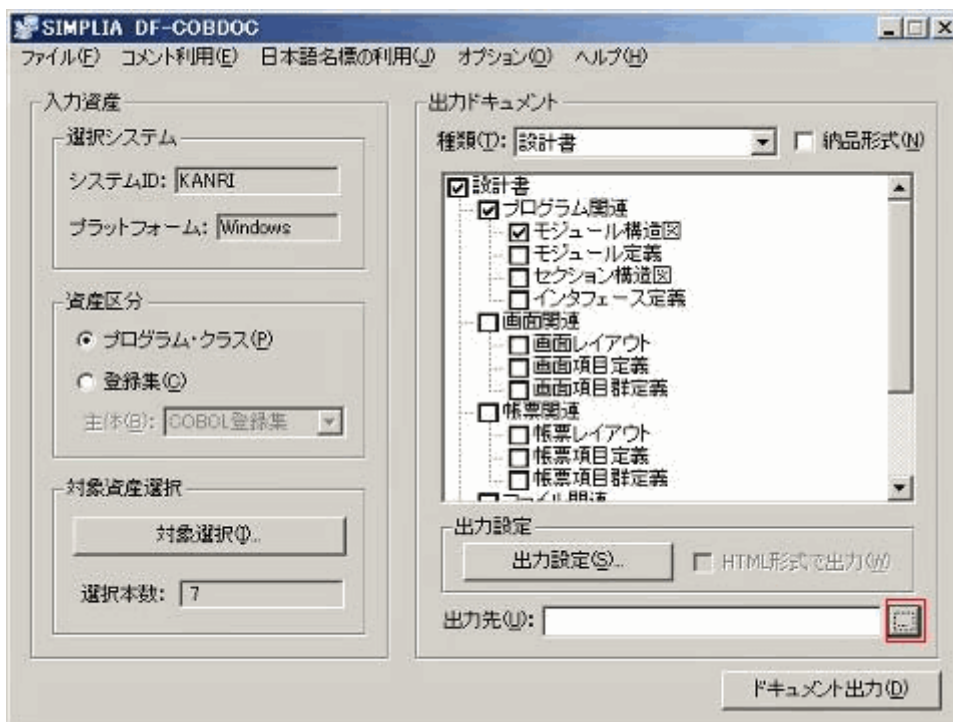 SIMPLIA DF-COBDOC
ファイル(F) コメント利用(E) 日本語名標の利用(J) オプション(O) ヘルプ(H)
入力資産
選択システム
システムID: KANRI
プラットフォーム: Windows
資産区分
プログラム・クラス(P)
登録集(C)
主体(B): COBOL登録集
対象資産選択
対象選択(I)...
選択本数: 7
出力ドキュメント
種類(T): 設計書 納品形式(N)
設計書
プログラム関連
モジュール構造図
モジュール定義
セクション構造図
インタフェース定義
画面関連
画面レイアウト
画面項目定義
画面項目群定義
帳票関連
帳票レイアウト
帳票項目定義
帳票項目群定義
ファイル関連
出力設定
出力設定(S)... HTML形式で出力(W)
出力先(U): ...
ドキュメント出力(D)